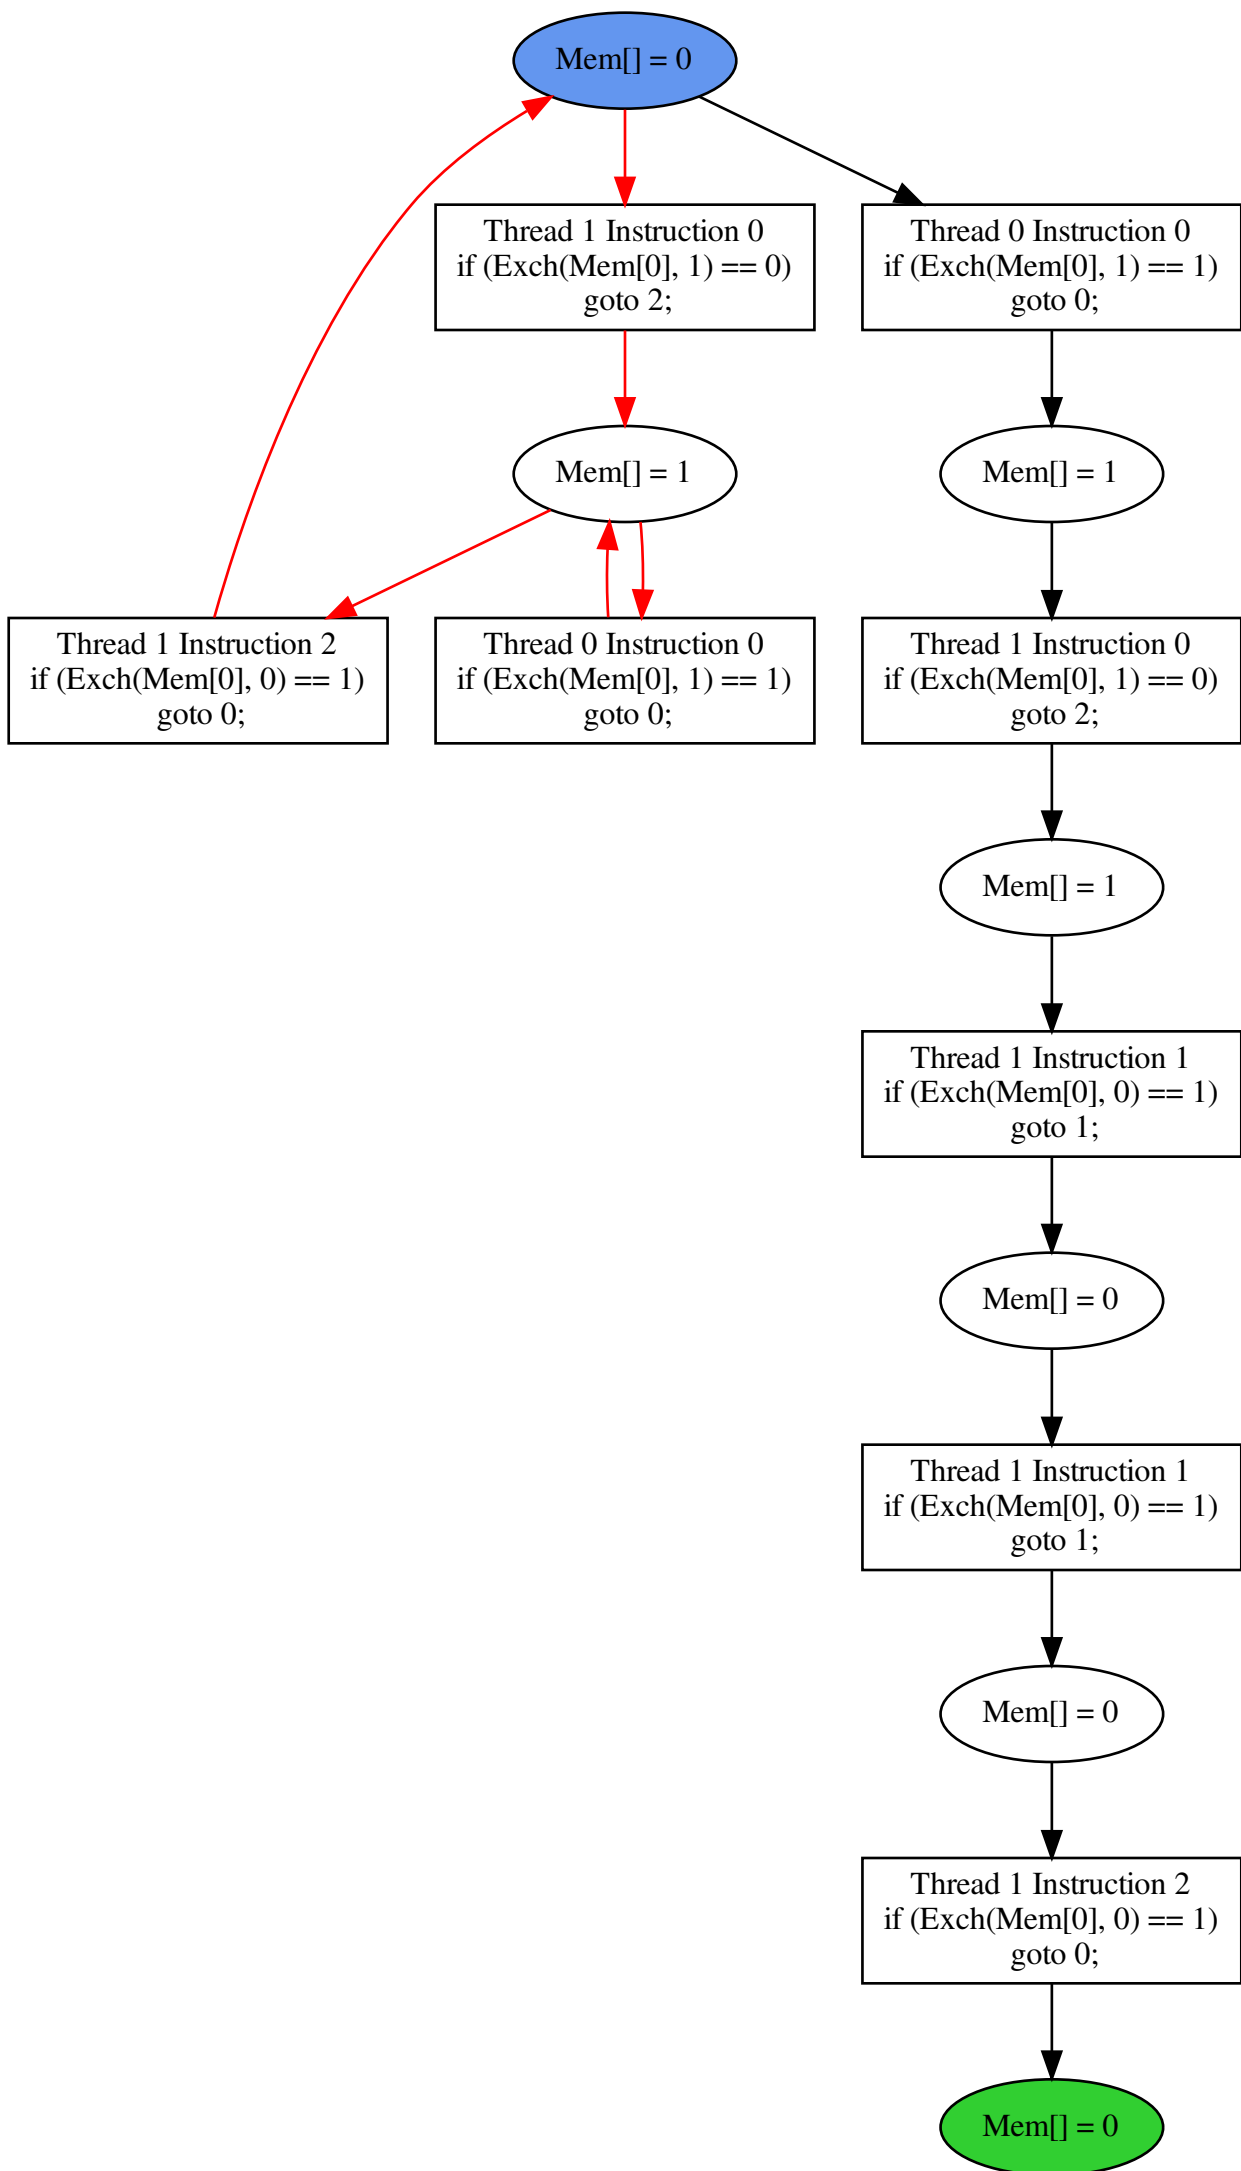 Mem[] = 0
Thread 1 Instruction 0
if (Exch(Mem[0], 1) == 0)
goto 2;
Thread 0 Instruction 0
if (Exch(Mem[0], 1) == 1)
goto 0;
Mem[] = 1
Mem[] = 1
Thread 1 Instruction 2
if (Exch(Mem[0], 0) == 1)
goto 0;
Thread 0 Instruction 0
if (Exch(Mem[0], 1) == 1)
goto 0;
Thread 1 Instruction 0
if (Exch(Mem[0], 1) == 0)
goto 2;
Mem[] = 1
Thread 1 Instruction 1
if (Exch(Mem[0], 0) == 1)
goto 1;
Mem[] = 0
Thread 1 Instruction 1
if (Exch(Mem[0], 0) == 1)
goto 1;
Mem[] = 0
Thread 1 Instruction 2
if (Exch(Mem[0], 0) == 1)
goto 0;
Mem[] = 0